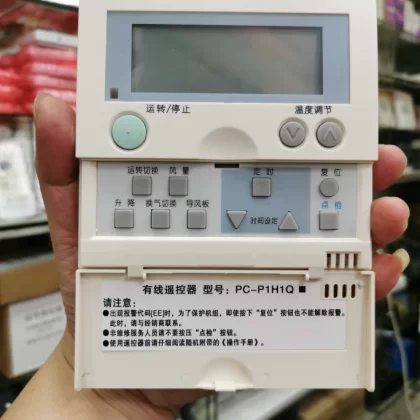 运转/停止
温度调节
运转切换 风量
定时
复位
升降 换气切换 导风板
时间设定
点检
有线遥控器 型号: PC-P1H1Q
请注意:
●出现报警代码[EE]时, 为了保护机组, 即使按下“复位”按钮也不能解除报警。
此时, 请与经销商联系。
●非维修服务人员请不要按压“点检”按钮。
●使用遥控器前请仔细阅读随机附带的《操作手册》。